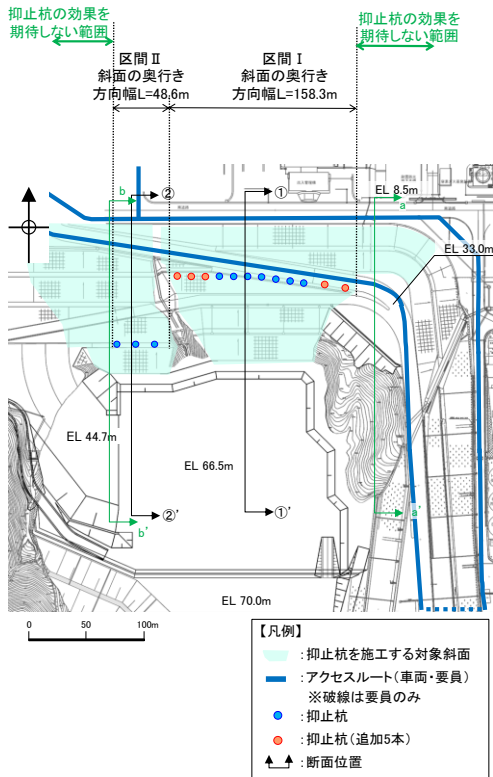 抑止杭の効果を
期待しない範囲
抑止杭の効果を
期待しない範囲
区間Ⅱ
斜面の奥行き
方向幅L=48.6m
区間Ⅰ
斜面の奥行き
方向幅L=158.3m
b
②
①
EL 8.5m
a
EL 33.0m
EL 44.7m
EL 66.5m
②'
①'
a'
b'
EL 70.0m
0 50 100m
【凡例】
:抑止杭を施工する対象斜面
:アクセスルート(車両・要員)
※破線は要員のみ
:抑止杭
:抑止杭(追加5本)
:断面位置